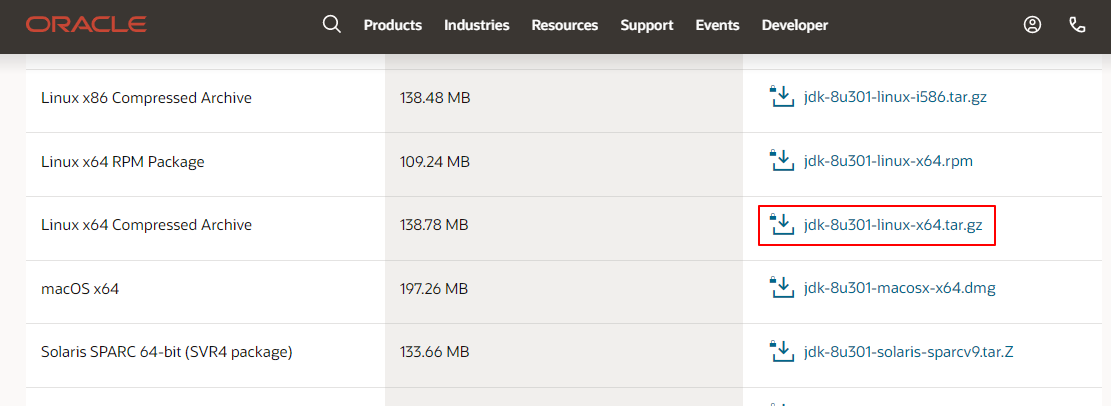 ORACLE Products Industries Resources Support Events Developer
Linux x86 Compressed Archive 138.48 MB jdk-8u301-linux-i586.tar.gz
Linux x64 RPM Package 109.24 MB jdk-8u301-linux-x64.rpm
Linux x64 Compressed Archive 138.78 MB jdk-8u301-linux-x64.tar.gz
macOS x64 197.26 MB jdk-8u301-macosx-x64.dmg
Solaris SPARC 64-bit (SVR4 package) 133.66 MB jdk-8u301-solaris-sparcv9.tar.Z